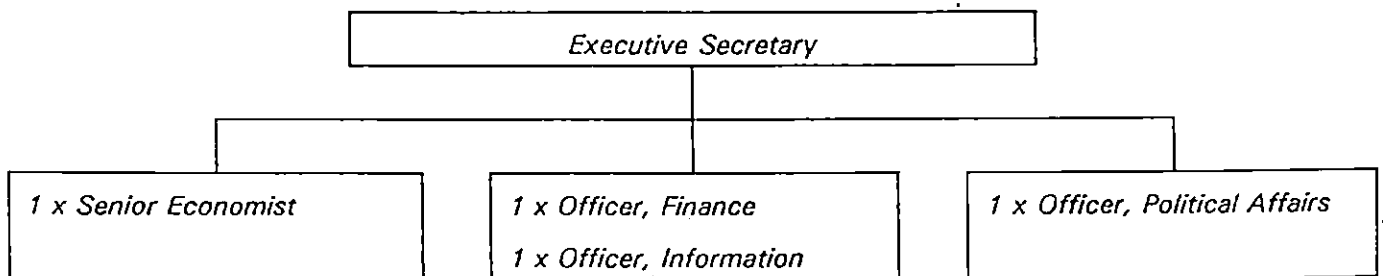 Executive Secretary
1 x Senior Economist
1 x Officer, Finance
1 x Officer, Information
1 x Officer, Political Affairs